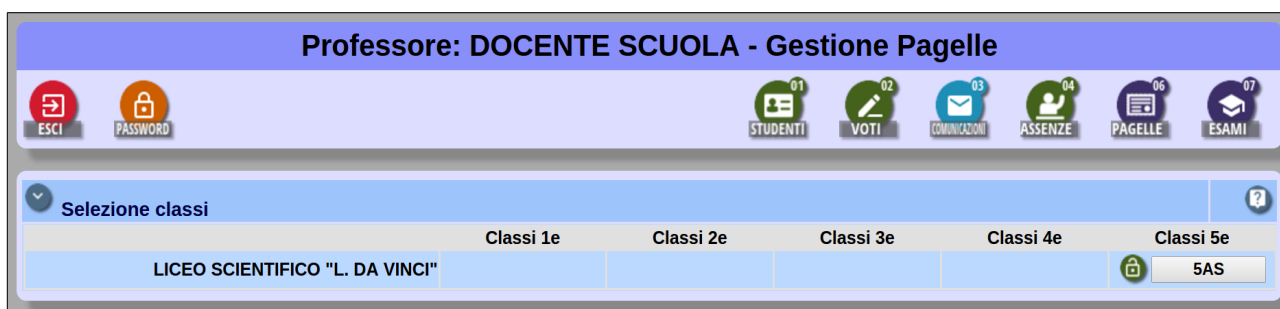 Professore: DOCENTE SCUOLA - Gestione Pagelle
01 02 03 04 06 07
ESCI PASSWORD STUDENTI VOTI COMUNICAZIONI ASSENZE PAGELLE ESAMI
Selezione classi ?
Classi 1e Classi 2e Classi 3e Classi 4e Classi 5e
LICEO SCIENTIFICO "L. DA VINCI" 5AS